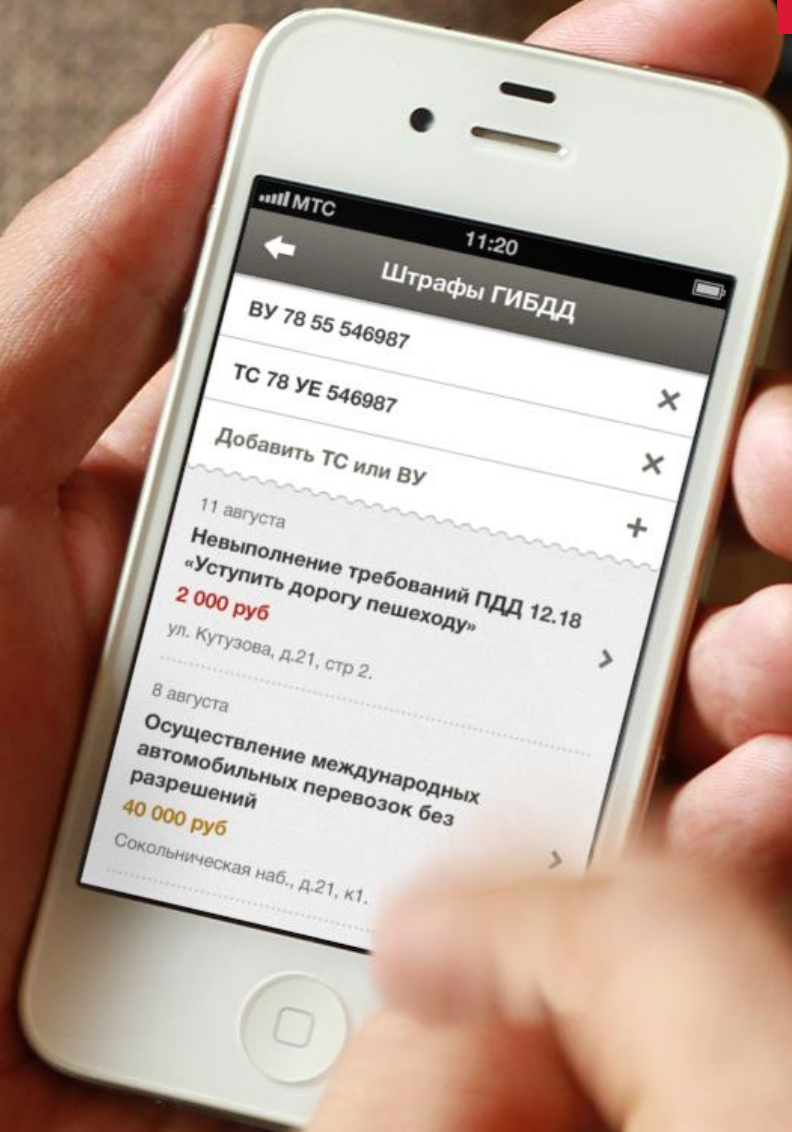 МТС
11:20
Штрафы ГИБДД
ВУ 78 55 546987
ТС 78 УЕ 546987
Добавить ТС или ВУ
11 августа
Невыполнение требований ПДД 12.18
«Уступить дорогу пешеходу»
2 000 руб
ул. Кутузова, д.21, стр 2.
8 августа
Осуществление международных
автомобильных перевозок без
разрешений
40 000 руб
Сокольническая наб., д.21, к1.